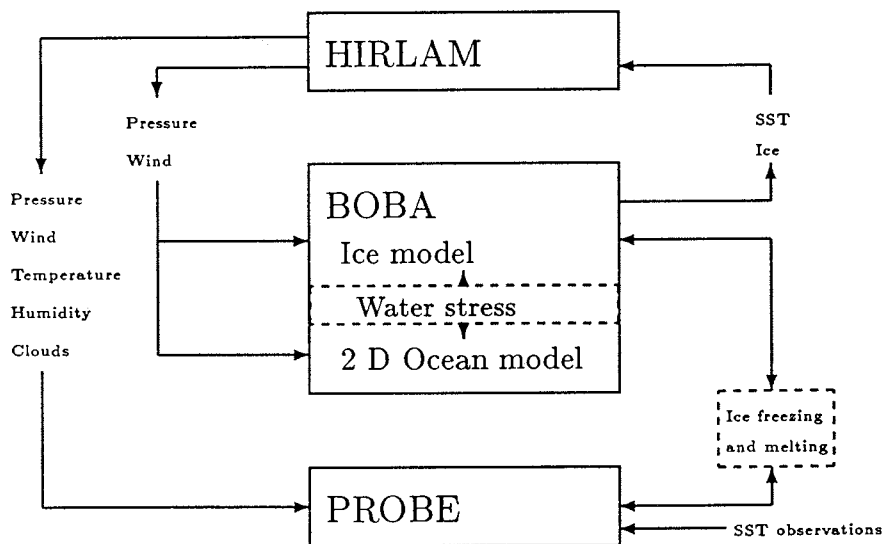 HIRLAM
Pressure
Wind
SST
Ice
Pressure
Wind
Temperature
Humidity
Clouds
BOBA
Ice model
Water stress
2 D Ocean model
Ice freezing
and melting
PROBE
SST observations